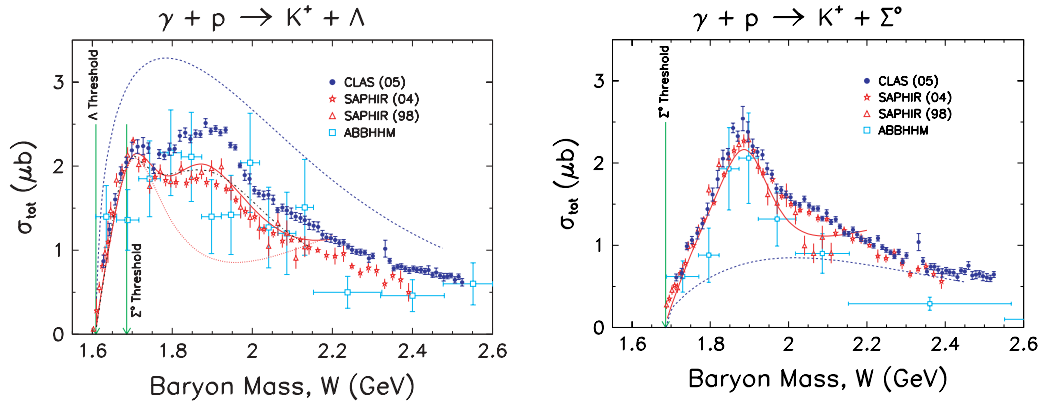 γ + p → K⁺ + Λ
σtot (μb)
3
2
1
0
Λ Threshold
Σ° Threshold
CLAS (05)
SAPHIR (04)
SAPHIR (98)
ABBHHM
1.6 1.8 2 2.2 2.4 2.6
Baryon Mass, W (GeV)
γ + p → K⁺ + Σ°
σtot (μb)
3
2
1
0
Σ° Threshold
CLAS (05)
SAPHIR (04)
SAPHIR (98)
ABBHHM
1.6 1.8 2 2.2 2.4 2.6
Baryon Mass, W (GeV)